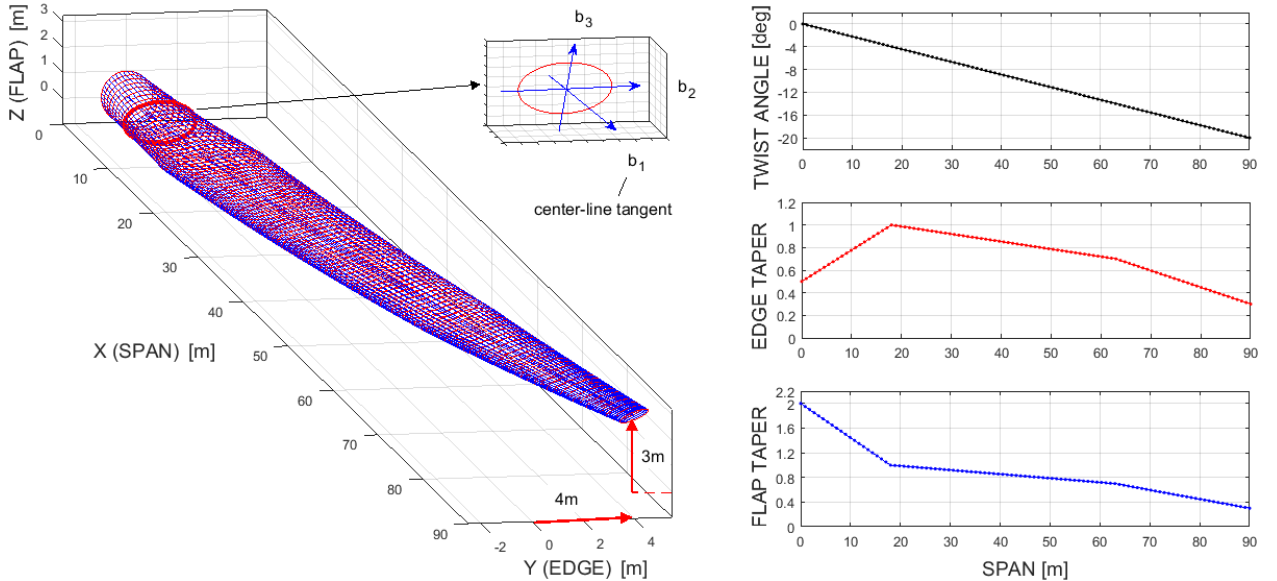 Z (FLAP) [m]
3
2
1
0
0
10
20
30
40
50
60
70
80
90
X (SPAN) [m]
-2
0
2
4
Y (EDGE) [m]
4m
3m
b3
b2
b1
center-line tangent
TWIST ANGLE [deg]
0
-4
-8
-12
-16
-20
0 10 20 30 40 50 60 70 80 90
EDGE TAPER
1.2
1
0.8
0.6
0.4
0.2
0
0 10 20 30 40 50 60 70 80 90
FLAP TAPER
2.2
2
1.6
1.2
0.8
0.4
0
0 10 20 30 40 50 60 70 80 90
SPAN [m]